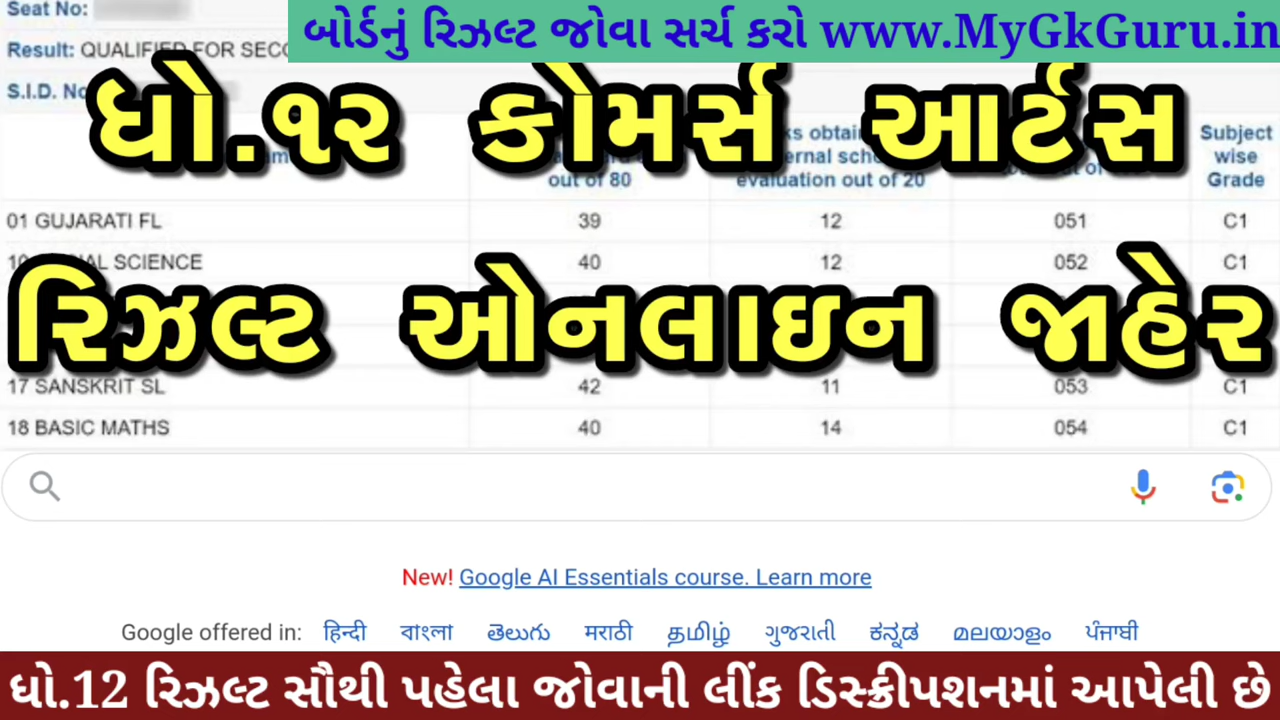 Seat No:
બોર્ડનું રિઝલ્ટ જોવા સર્ચ કરો www.MyGkGuru.in
Result: QUALIFIED FOR SECO
S.I.D. No
ધો.૧૨ કોમર્સ આર્ટસ
Subject wise Grade
out of 80
evaluation out of 20
01 GUJARATI FL 39 12 051 C1
SCIENCE 40 12 052 C1
રિઝલ્ટ ઓનલાઇન જાહેર
17 SANSKRIT SL 42 11 053 C1
18 BASIC MATHS 40 14 054 C1
New! Google AI Essentials course. Learn more
Google offered in: हिन्दी বাংলা తెలుగు मराठी தமிழ் ગુજરાતી ಕನ್ನಡ മലയാളം ਪੰਜਾਬੀ
ધો.12 રિઝલ્ટ સૌથી પહેલા જોવાની લીંક ડિસ્ક્રીપશનમાં આપેલી છે